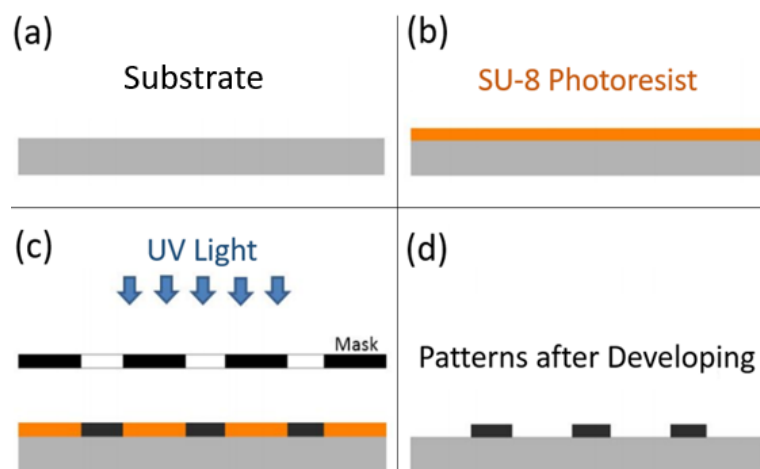 (a)
Substrate
(b)
SU-8 Photoresist
(c)
UV Light
Mask
(d)
Patterns after Developing